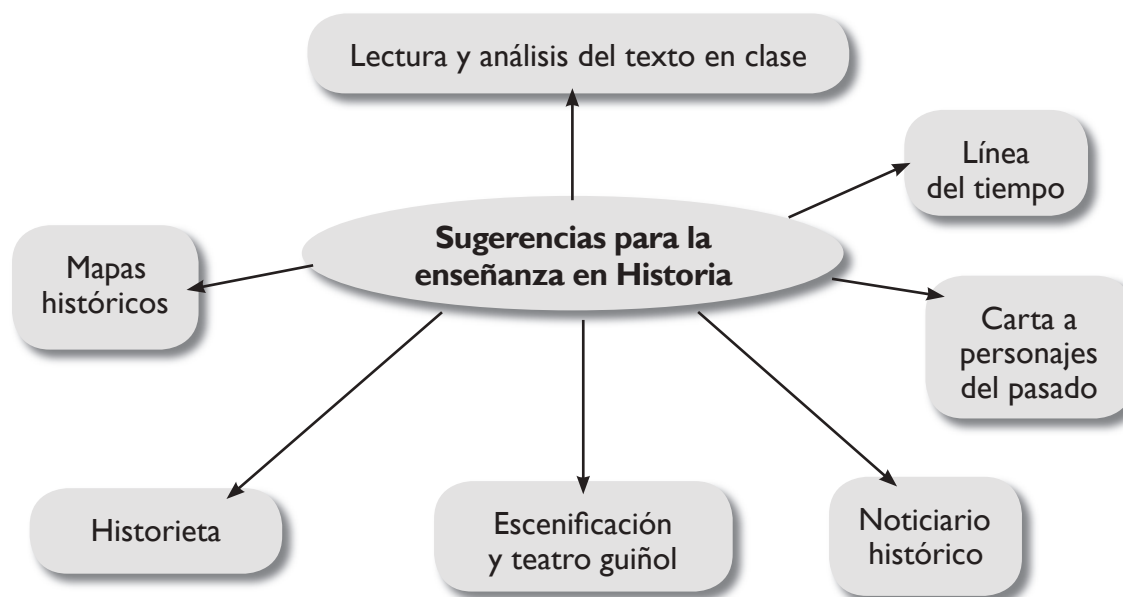 Lectura y análisis del texto en clase
Línea
del tiempo
Sugerencias para la
enseñanza en Historia
Mapas
históricos
Carta a
personajes
del pasado
Historieta
Escenificación
y teatro guiñol
Noticiario
histórico